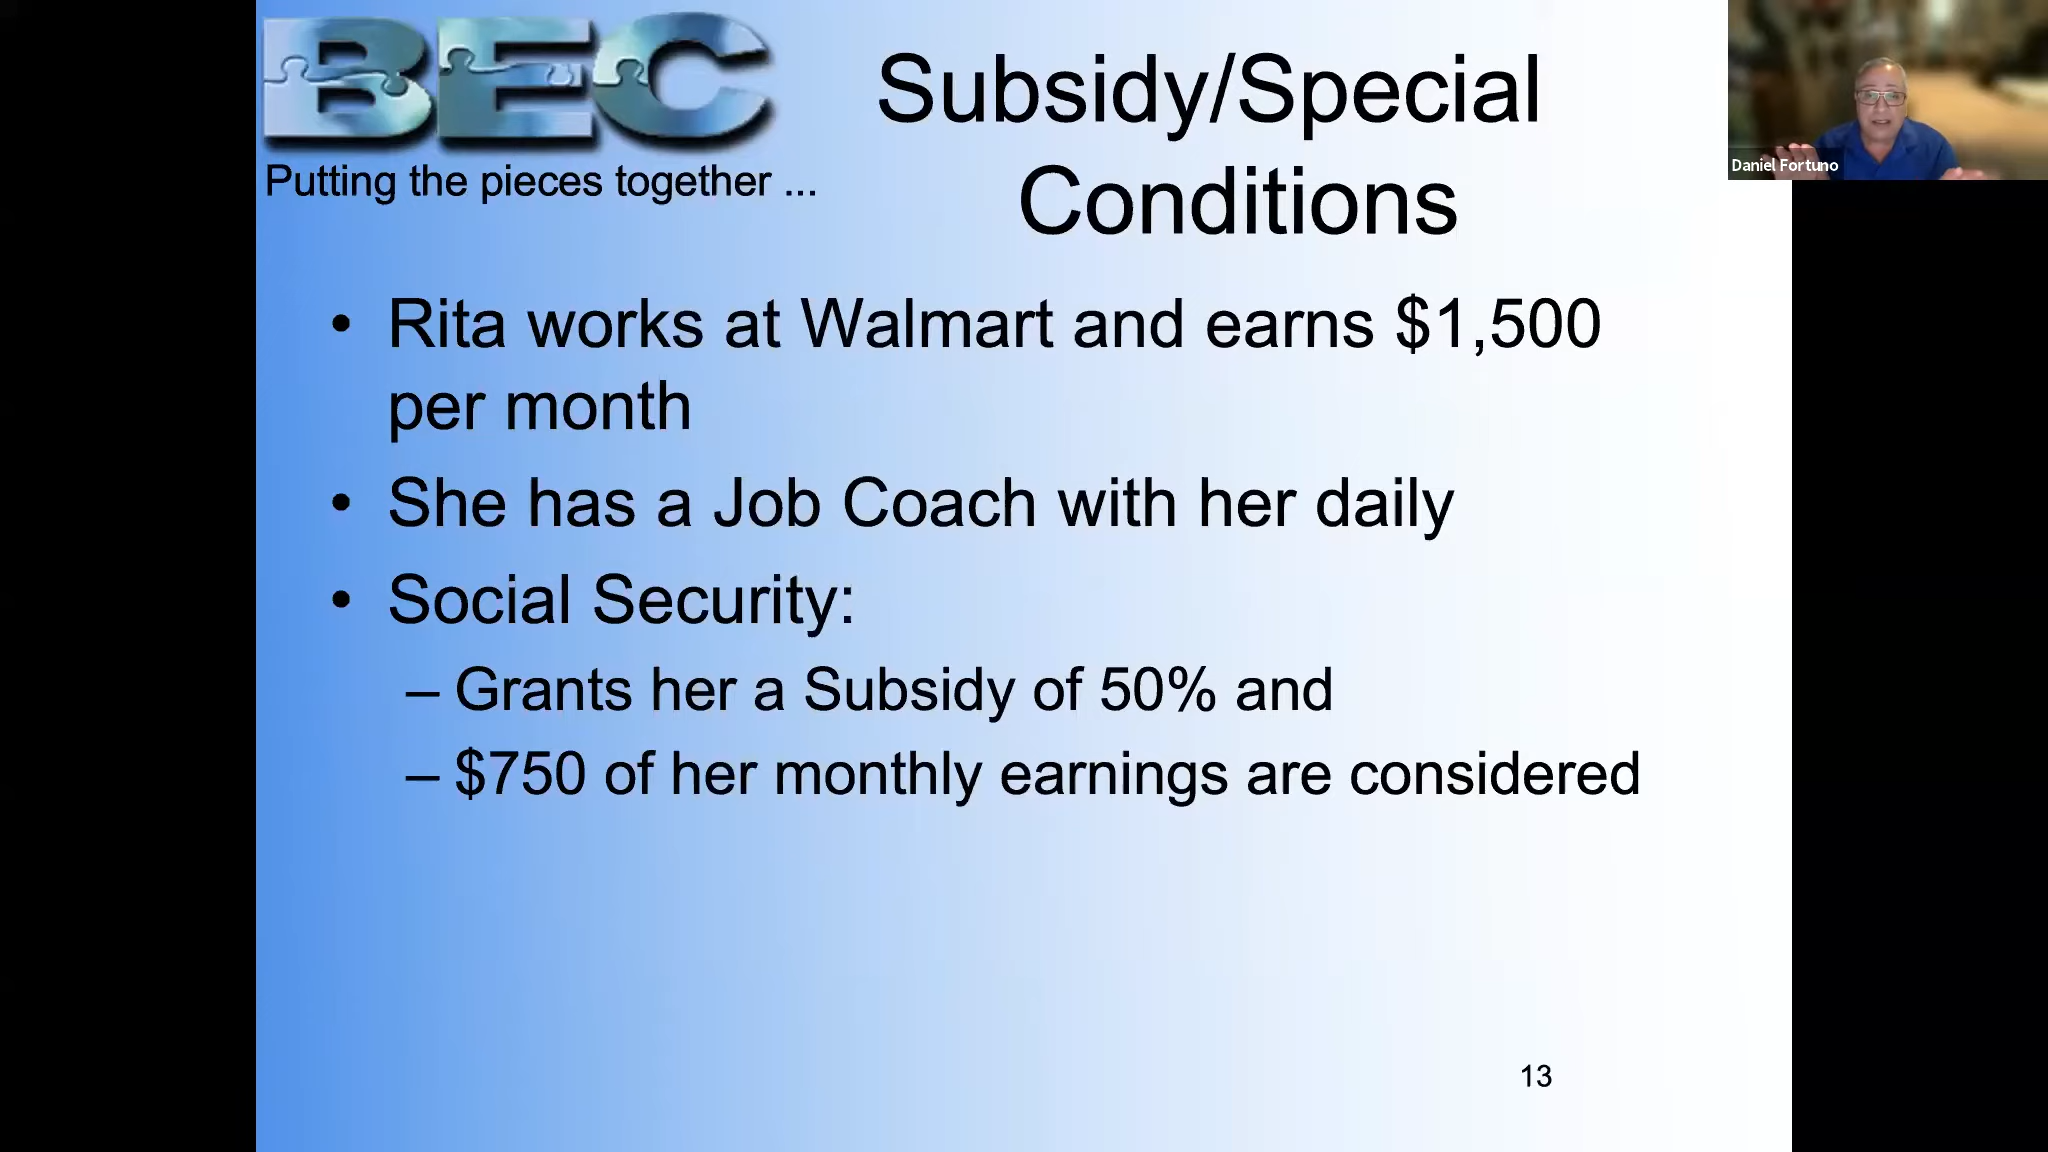 BEC
Putting the pieces together ...
Subsidy/Special
Conditions
Daniel Fortuno
• Rita works at Walmart and earns $1,500
per month
• She has a Job Coach with her daily
• Social Security:
– Grants her a Subsidy of 50% and
– $750 of her monthly earnings are considered
13